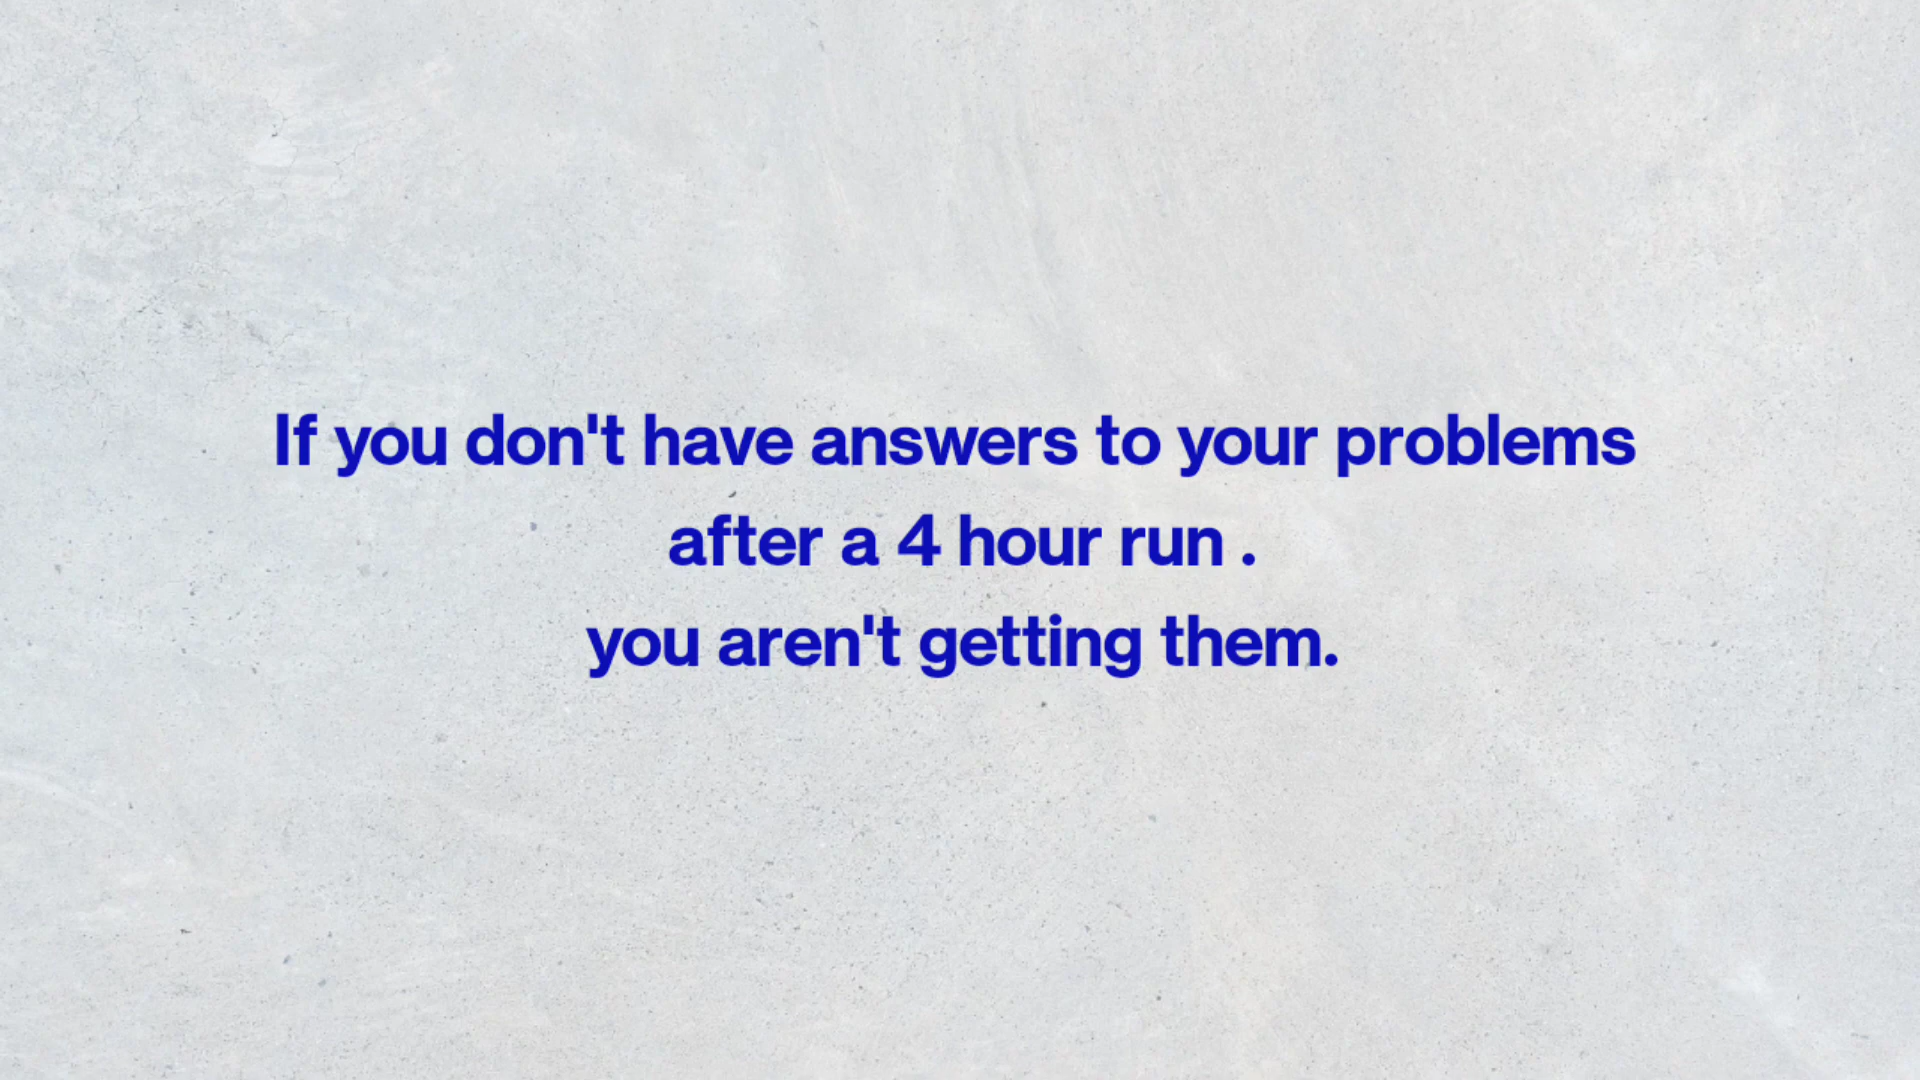 If you don't have answers to your problems
after a 4 hour run .
you aren't getting them.